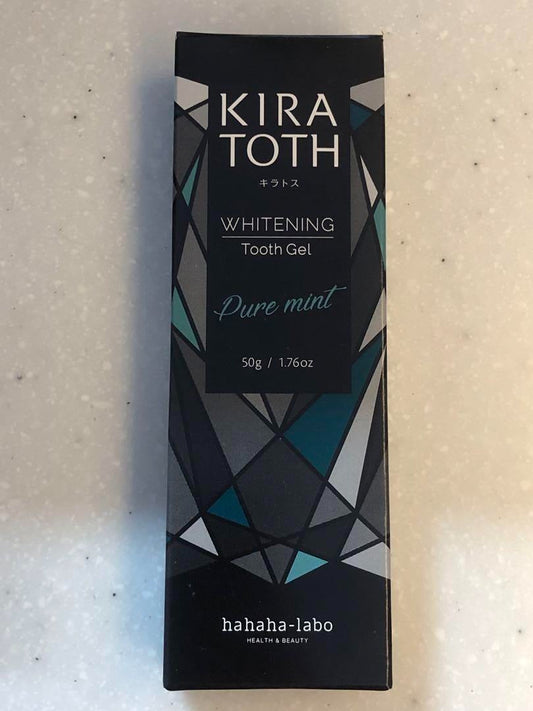 KIRA
TOTH
キラトス
WHITENING
Tooth Gel
Pure mint
50g / 1.76oz
hahaha-labo
HEALTH & BEAUTY